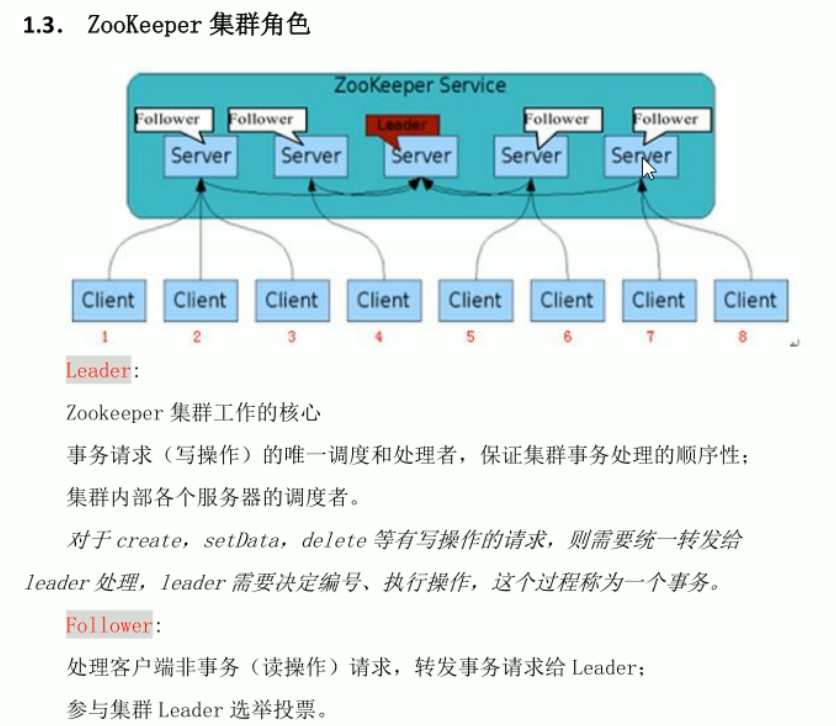 1.3. ZooKeeper 集群角色
ZooKeeper Service
Follower
Follower
Leader
Follower
Follower
Server
Server
Server
Server
Server
Client
Client
Client
Client
Client
Client
Client
Client
1
2
3
4
5
6
7
8
Leader:
Zookeeper 集群工作的核心
事务请求（写操作）的唯一调度和处理者，保证集群事务处理的顺序性；
集群内部各个服务器的调度者。
对于 create，setData，delete 等有写操作的请求，则需要统一转发给
leader 处理，leader 需要决定编号、执行操作，这个过程称为一个事务。
Follower:
处理客户端非事务（读操作）请求，转发事务请求给 Leader；
参与集群 Leader 选举投票。